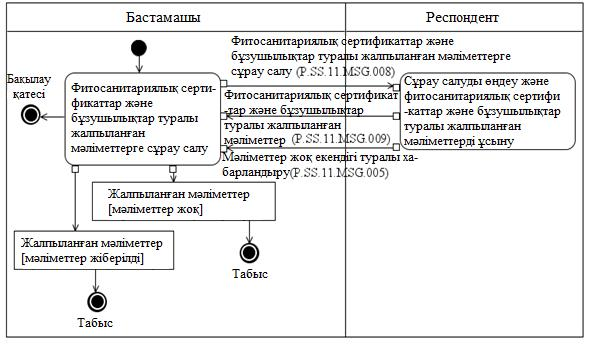 Бастамашы
Респондент
Фитосанитариялық сертификаттар және
бұзушылықтар туралы жалпыланған мәліметтерге
сұрау салу (P.SS.11.MSG.008)
Бақылау
қатесі
Фитосанитариялық серти-
фикаттар және
бұзушылықтар туралы
жалпыланған
мәліметтерге сұрау салу
Фитосанитариялық сертификат
-тар және бұзушылықтар
туралы жалпыланған
мәліметтер (P.SS.11.MSG.009)
Мәліметтер жоқ екендігі туралы ха-
барландыру(P.SS.11.MSG.005)
Сұрау салуды өңдеу және
фитосанитариялық сертифи
-каттар және бұзушылықтар
туралы жалпыланған
мәліметтерді ұсыну
Жалпыланған мәліметтер
[мәліметтер жоқ]
Жалпыланған мәліметтер
[мәліметтер жіберілді]
Табыс
Табыс